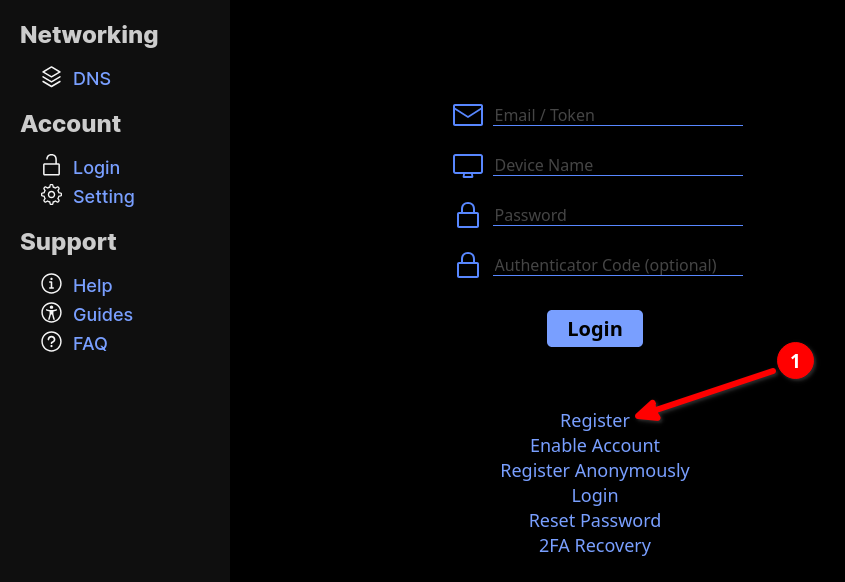 Networking
DNS
Account
Login
Setting
Support
Help
Guides
FAQ
Email / Token
Device Name
Password
Authenticator Code (optional)
Login
1
Register
Enable Account
Register Anonymously
Login
Reset Password
2FA Recovery